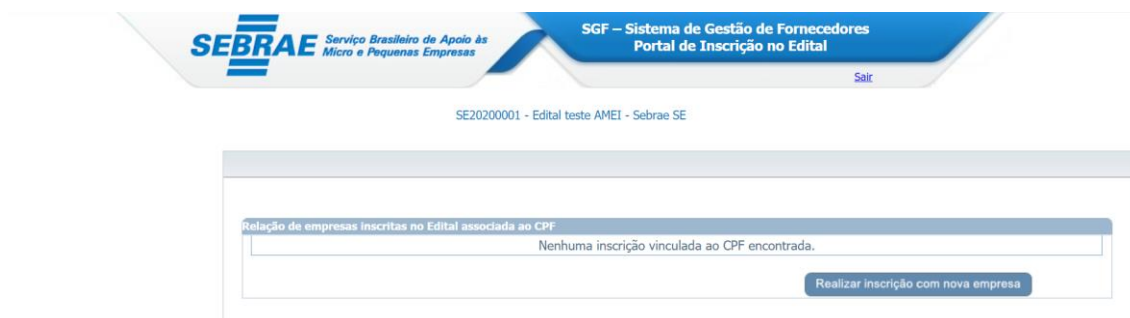 SEBRAE
Serviço Brasileiro de Apoio às
Micro e Pequenas Empresas
SGF – Sistema de Gestão de Fornecedores
Portal de Inscrição no Edital
Sair
SE20200001 - Edital teste AMEI - Sebrae SE
Relação de empresas inscritas no Edital associada ao CPF
Nenhuma inscrição vinculada ao CPF encontrada.
Realizar inscrição com nova empresa